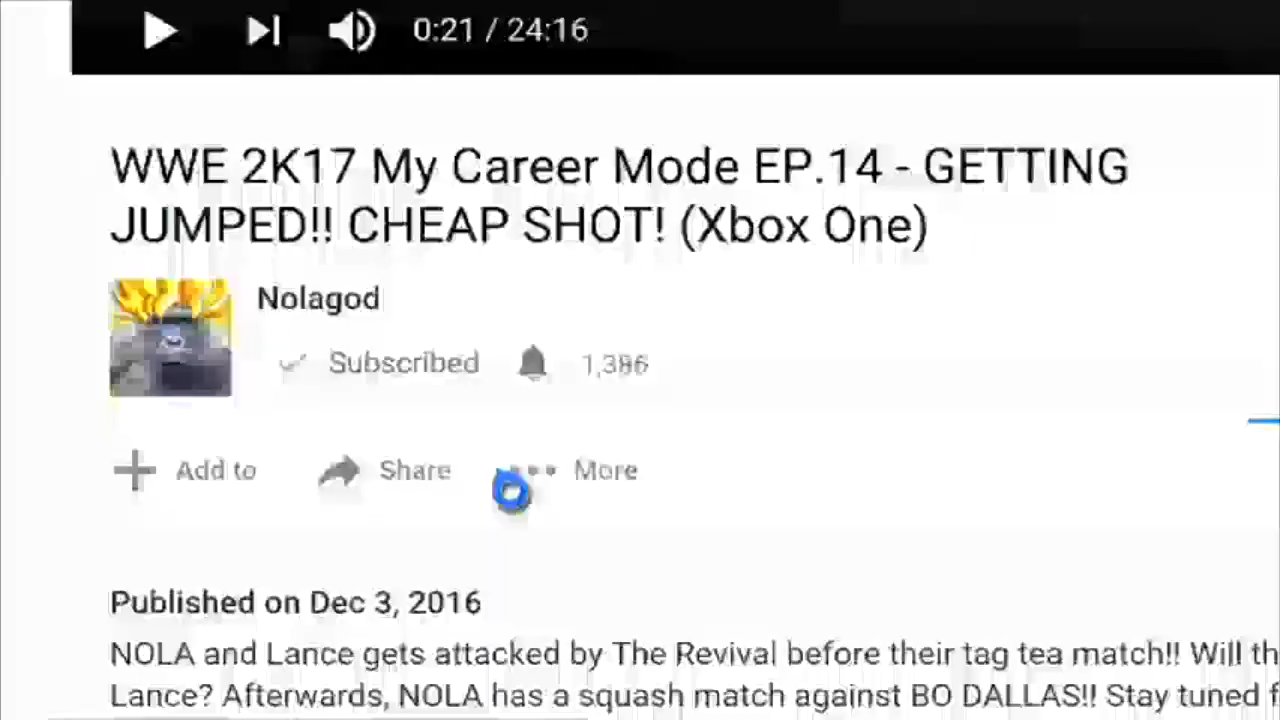 0:21 / 24:16
WWE 2K17 My Career Mode EP.14 - GETTING
JUMPED!! CHEAP SHOT! (Xbox One)
Nolagod
Subscribed 1,386
Add to Share More
Published on Dec 3, 2016
NOLA and Lance gets attacked by The Revival before their tag tea match!! Will th
Lance? Afterwards, NOLA has a squash match against BO DALLAS!! Stay tuned f